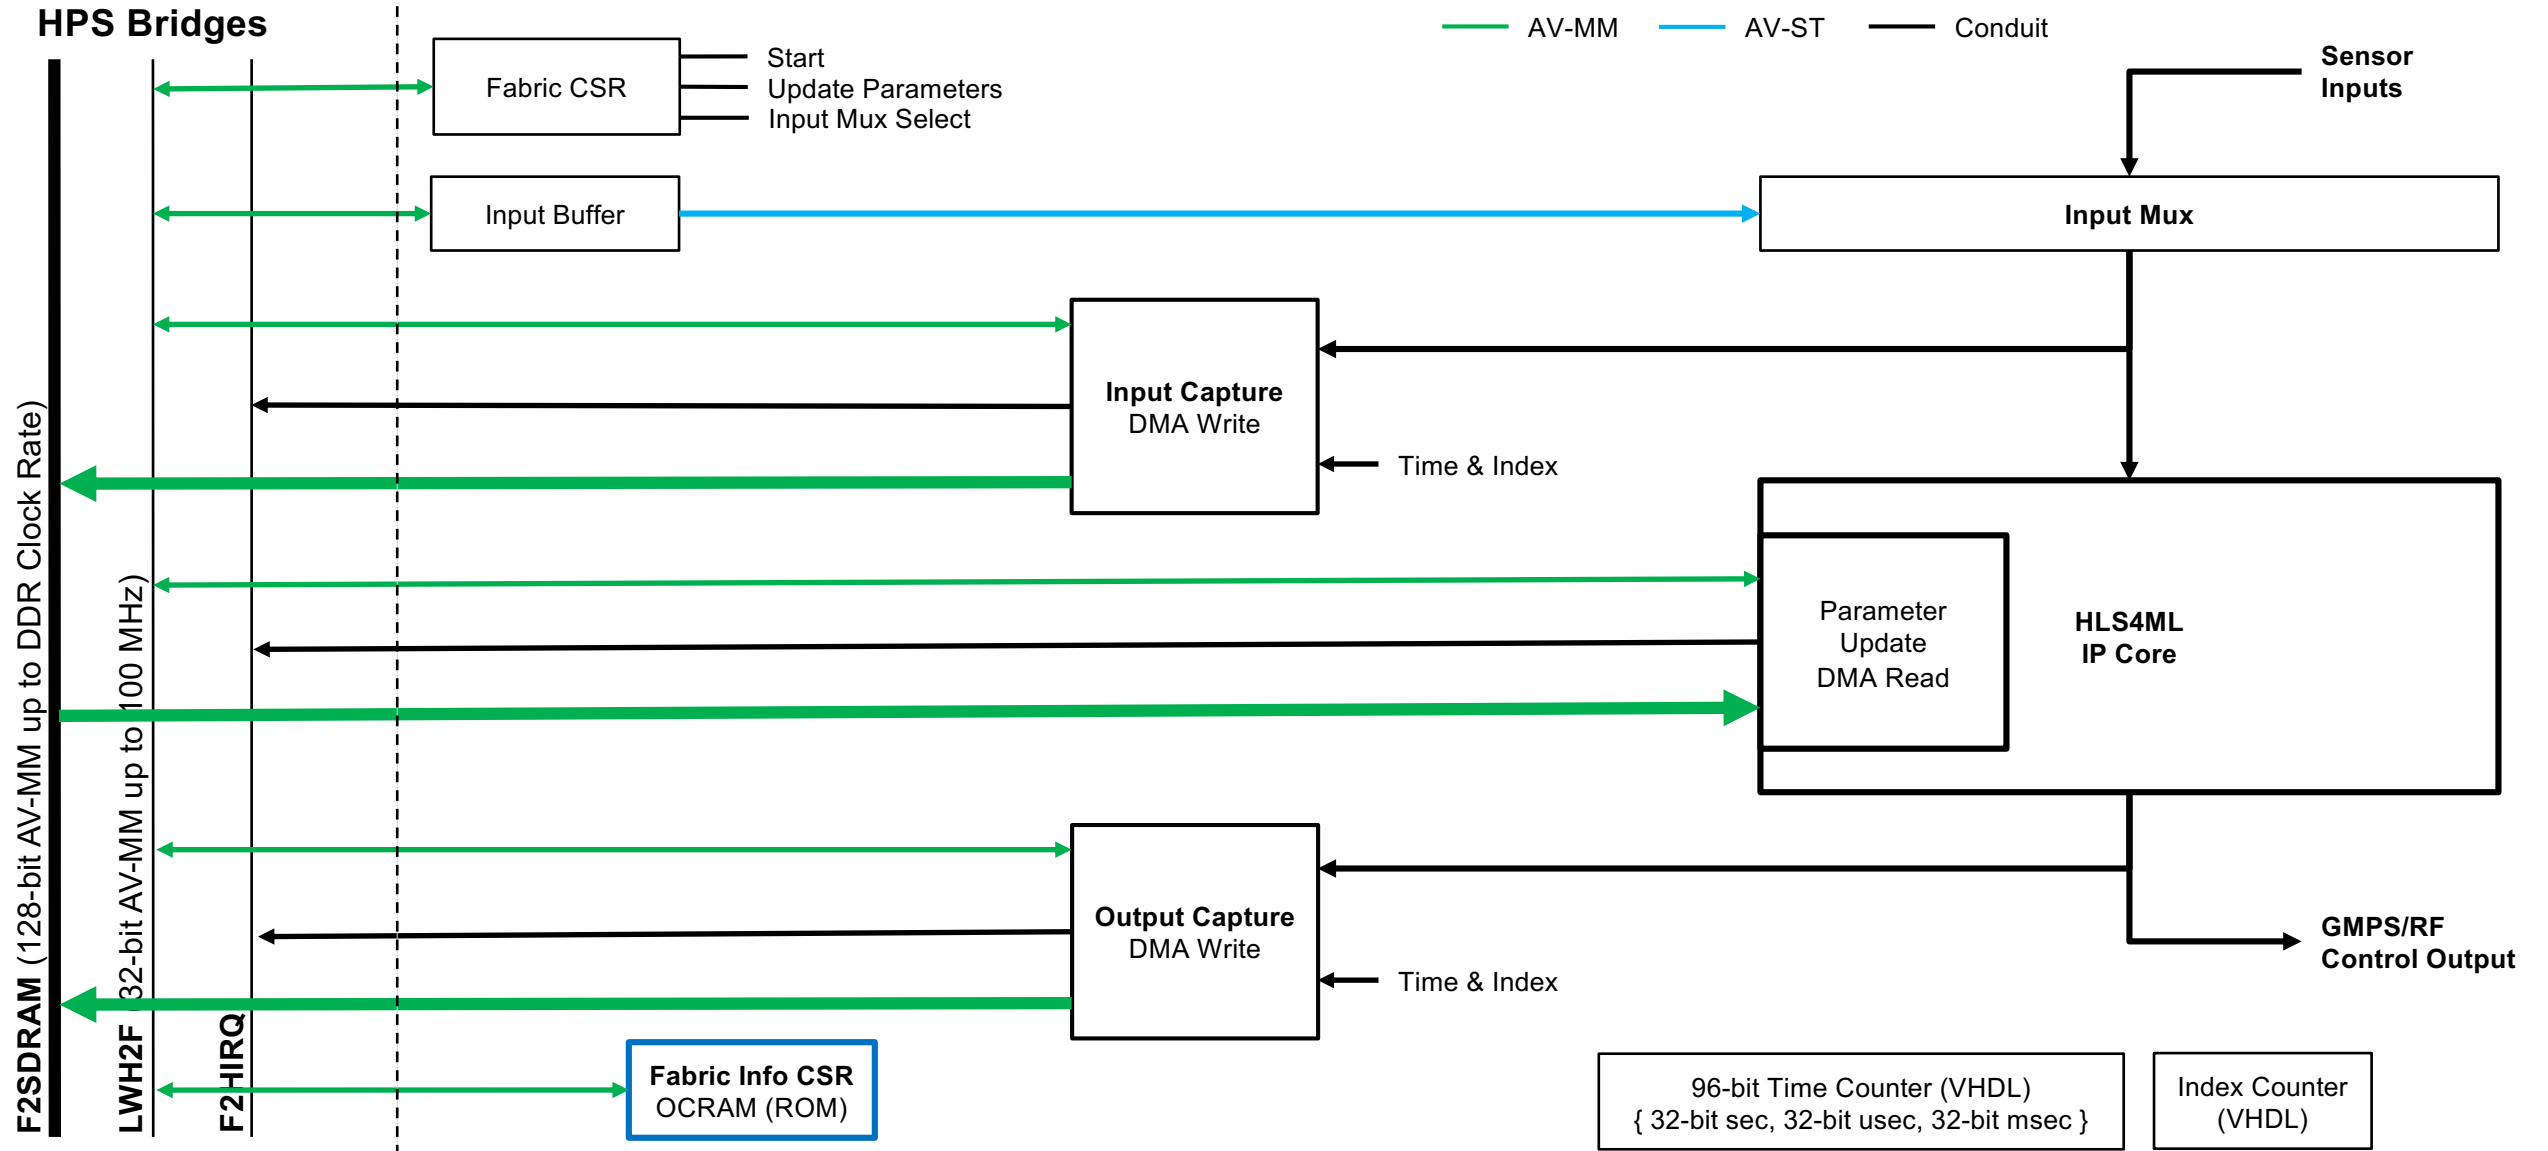 HPS Bridges
AV-MM
AV-ST
Conduit
Fabric CSR
Start
Update Parameters
Input Mux Select
Sensor
Inputs
Input Buffer
Input Mux
Input Capture
DMA Write
Time & Index
Parameter
Update
DMA Read
HLS4ML
IP Core
Output Capture
DMA Write
Time & Index
GMPS/RF
Control Output
Fabric Info CSR
OCRAM (ROM)
96-bit Time Counter (VHDL)
{ 32-bit sec, 32-bit usec, 32-bit msec }
Index Counter
(VHDL)
F2SDRAM (128-bit AV-MM up to DDR Clock Rate)
LWH2F (32-bit AV-MM up to 100 MHz)
F2HIRQ